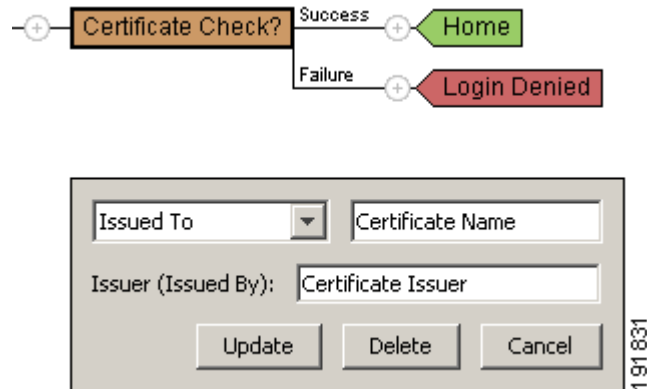 Certificate Check?
Success
Home
Failure
Login Denied
Issued To
Certificate Name
Issuer (Issued By):
Certificate Issuer
Update
Delete
Cancel
191831